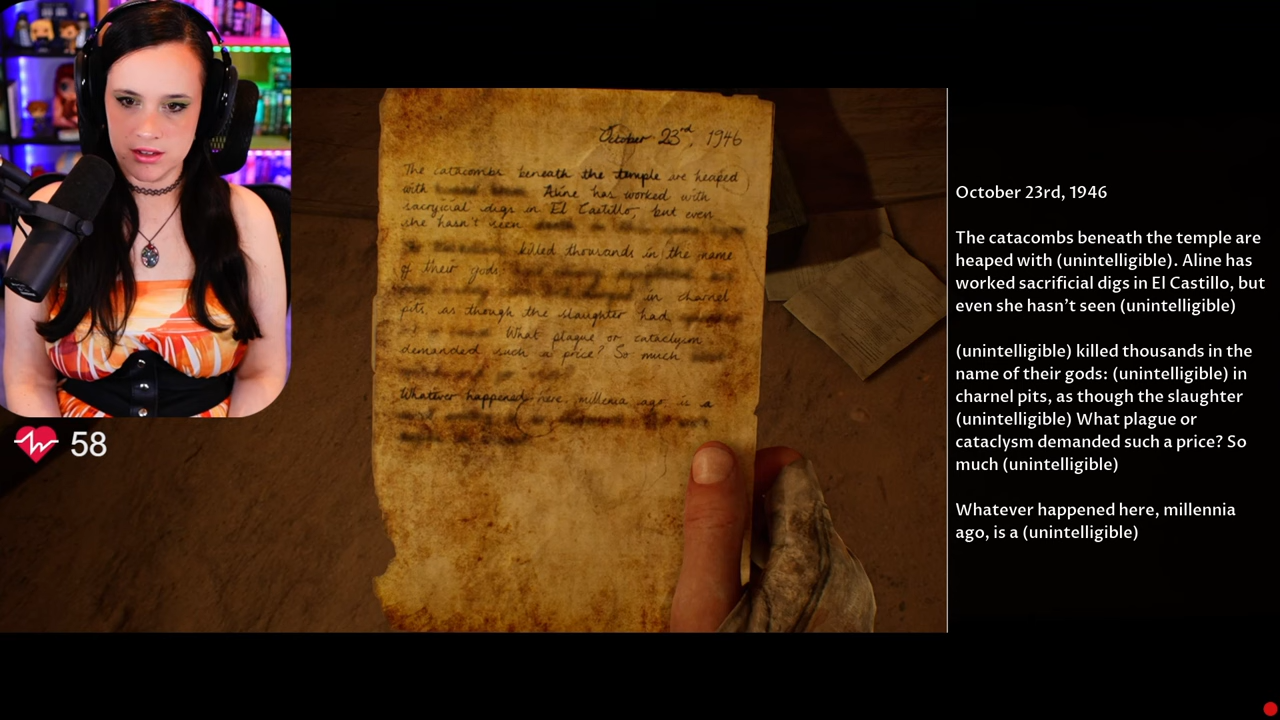 October 23rd, 1946
The catacombs beneath the temple are heaped
with Aline has worked with
sacrificial digs in El Castillo, but even
she hasn't seen
killed thousands in the name
of their gods:
in charnel
pits, as though the slaughter had
What plague or cataclysm
demanded such a price? So much
Whatever happened here, millenia ago, is a
58
October 23rd, 1946
The catacombs beneath the temple are
heaped with (unintelligible). Aline has
worked sacrificial digs in El Castillo, but
even she hasn't seen (unintelligible)
(unintelligible) killed thousands in the
name of their gods: (unintelligible) in
charnel pits, as though the slaughter
(unintelligible) What plague or
cataclysm demanded such a price? So
much (unintelligible)
Whatever happened here, millennia
ago, is a (unintelligible)